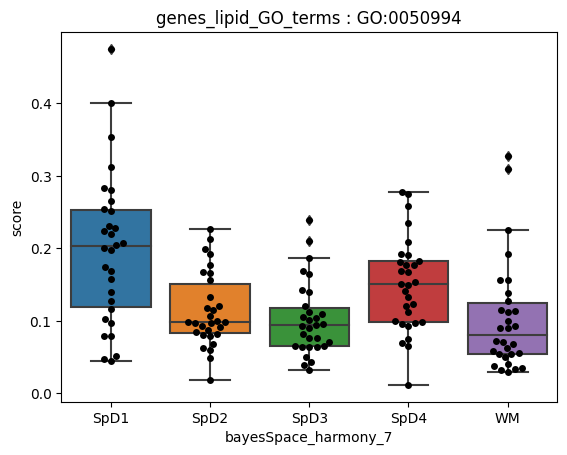 genes_lipid_GO_terms : GO:0050994
score
0.4
0.3
0.2
0.1
0.0
SpD1 SpD2 SpD3 SpD4 WM
bayesSpace_harmony_7